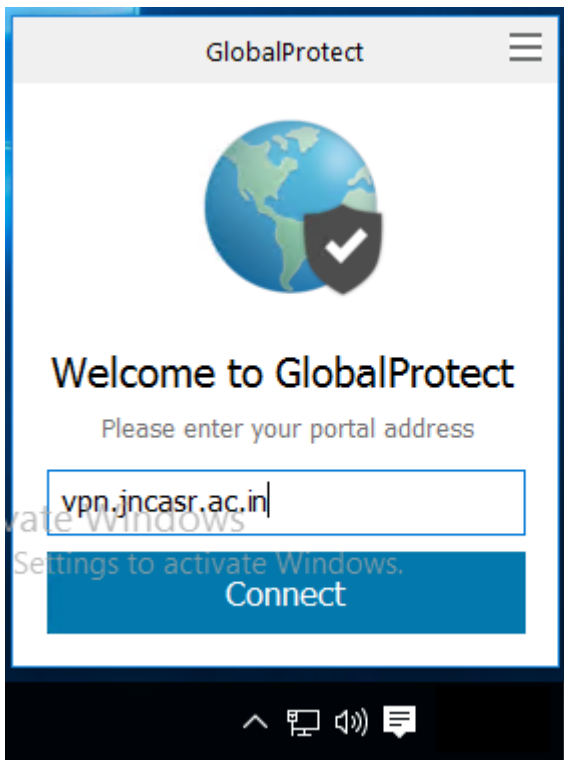 GlobalProtect
Welcome to GlobalProtect
Please enter your portal address
vpn.jncasr.ac.in
vate Windows
Settings to activate Windows.
Connect